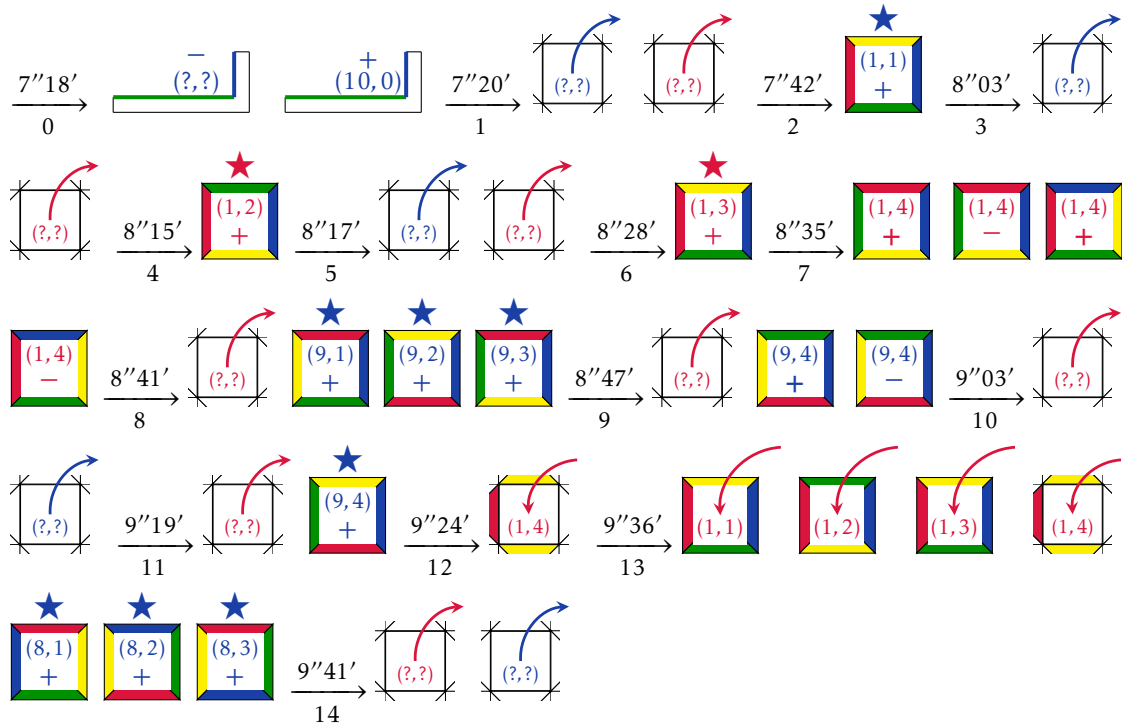 7″18′ 0 − (?,?) + (10,0) 7″20′ 1 (?,?) (?,?) 7″42′ 2 (1,1) + 8″03′ 3 (?,?)
(?,?) 8″15′ 4 (1,2) + 8″17′ 5 (?,?) (?,?) 8″28′ 6 (1,3) + 8″35′ 7 (1,4) + (1,4) − (1,4) +
(1,4) − 8″41′ 8 (?,?) (9,1) + (9,2) + (9,3) + 8″47′ 9 (?,?) (9,4) + (9,4) − 9″03′ 10 (?,?)
(?,?) 9″19′ 11 (?,?) (9,4) + 9″24′ 12 (1,4) 9″36′ 13 (1,1) (1,2) (1,3) (1,4)
(8,1) + (8,2) + (8,3) + 9″41′ 14 (?,?) (?,?)